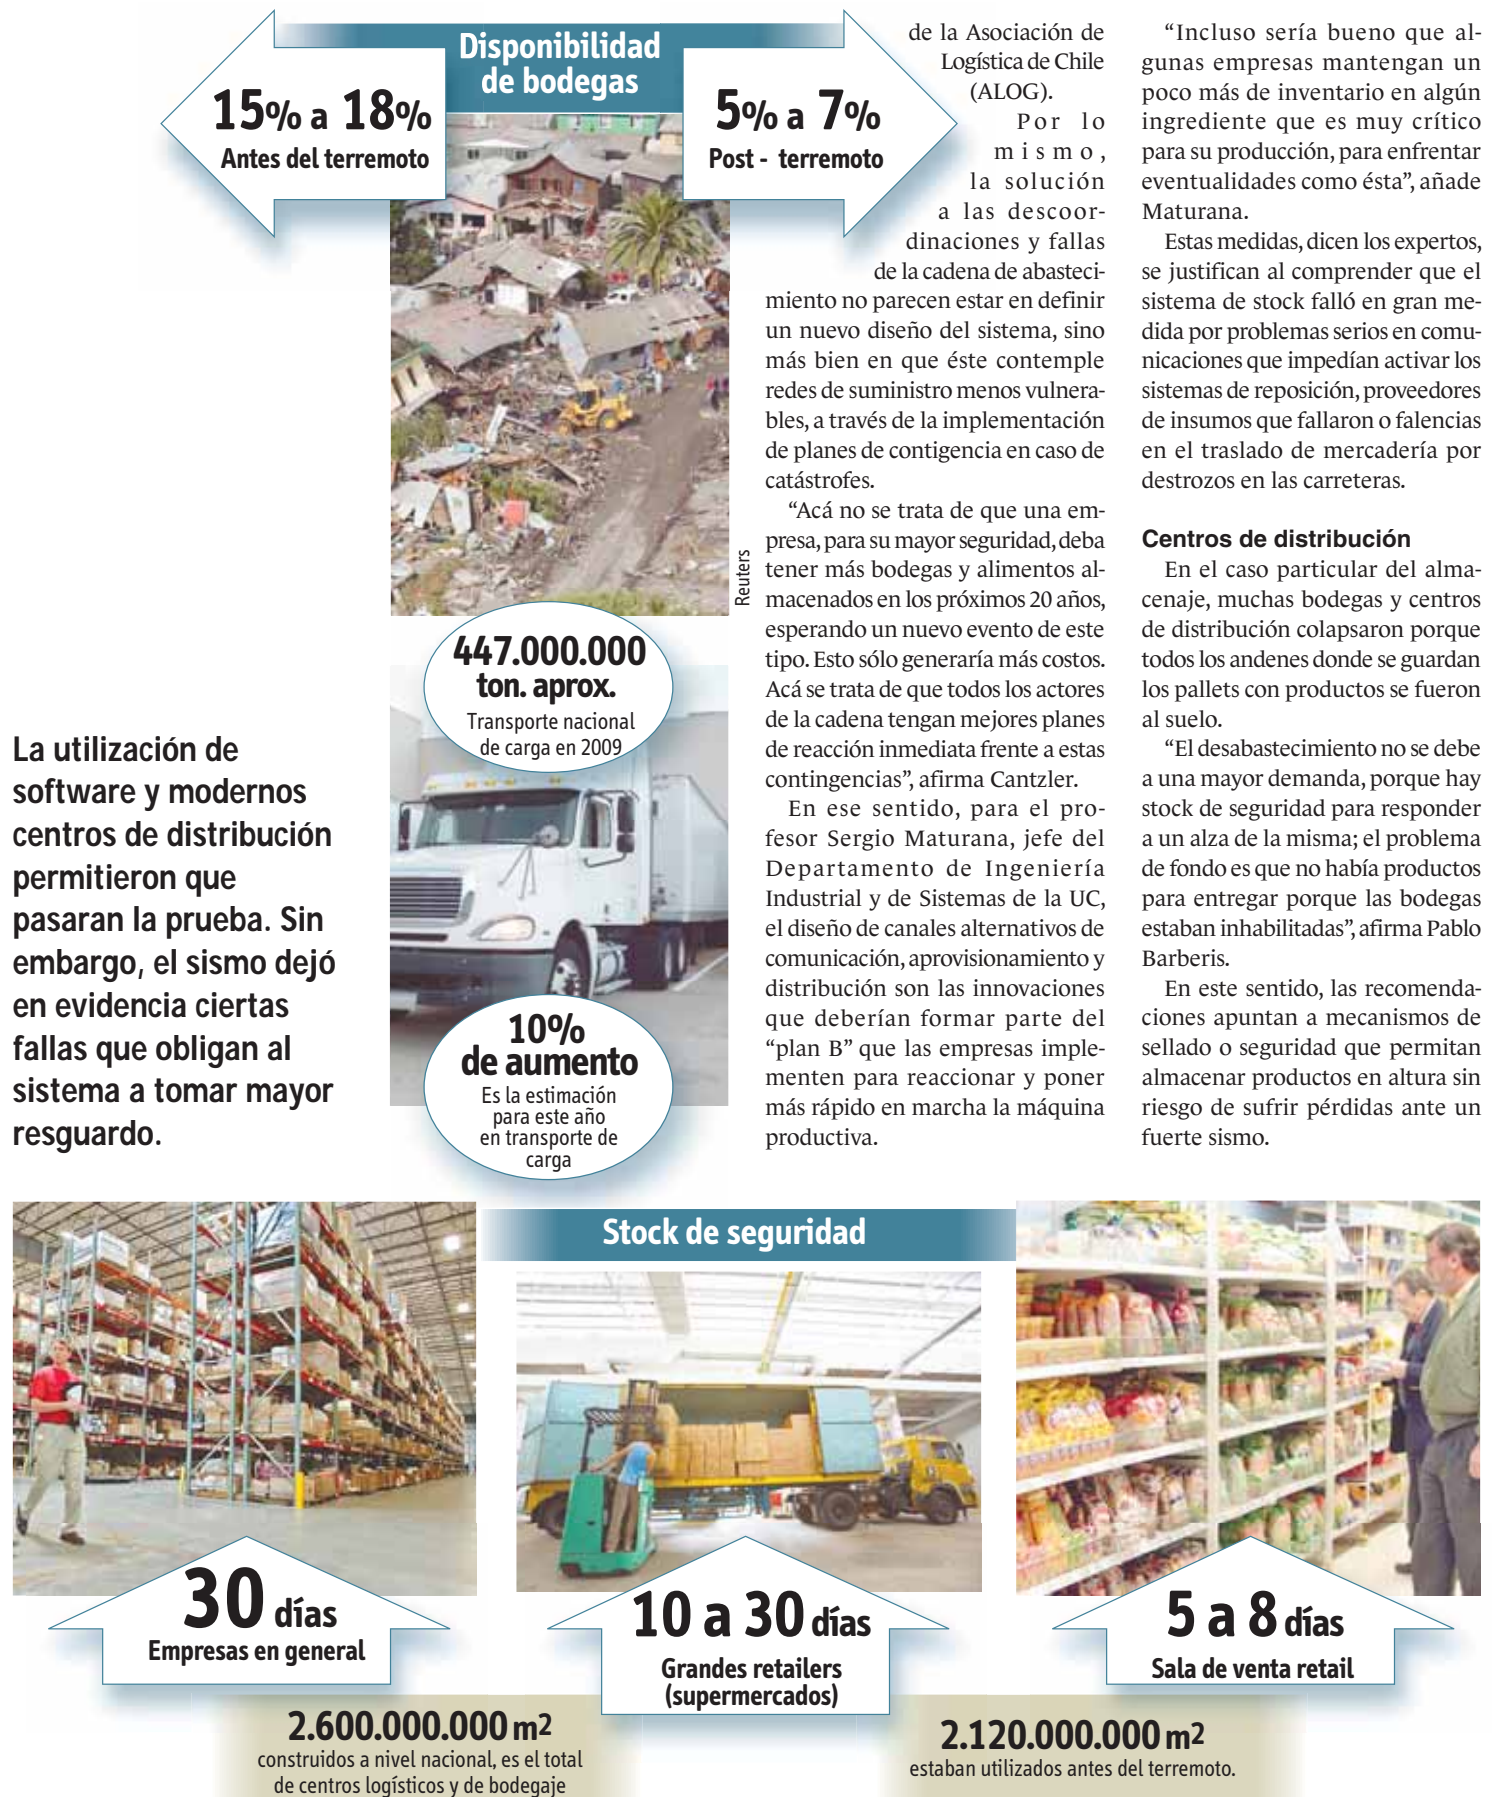 Disponibilidad
de bodegas
15% a 18%
Antes del terremoto
5% a 7%
Post - terremoto
Reuters
447.000.000
ton. aprox.
Transporte nacional
de carga en 2009
10%
de aumento
Es la estimación
para este año
en transporte de
carga
La utilización de
software y modernos
centros de distribución
permitieron que
pasaran la prueba. Sin
embargo, el sismo dejó
en evidencia ciertas
fallas que obligan al
sistema a tomar mayor
resguardo.
de la Asociación de
Logística de Chile
(ALOG).
Por lo
mismo,
la solución
a las descoor-
dinaciones y fallas
de la cadena de abasteci-
miento no parecen estar en definir
un nuevo diseño del sistema, sino
más bien en que éste contemple
redes de suministro menos vulnera-
bles, a través de la implementación
de planes de contigencia en caso de
catástrofes.
“Acá no se trata de que una em-
presa, para su mayor seguridad, deba
tener más bodegas y alimentos al-
macenados en los próximos 20 años,
esperando un nuevo evento de este
tipo. Esto sólo generaría más costos.
Acá se trata de que todos los actores
de la cadena tengan mejores planes
de reacción inmediata frente a estas
contingencias”, afirma Cantzler.
En ese sentido, para el pro-
fesor Sergio Maturana, jefe del
Departamento de Ingeniería
Industrial y de Sistemas de la UC,
el diseño de canales alternativos de
comunicación, aprovisionamiento y
distribución son las innovaciones
que deberían formar parte del
“plan B” que las empresas imple-
menten para reaccionar y poner
más rápido en marcha la máquina
productiva.
“Incluso sería bueno que al-
gunas empresas mantengan un
poco más de inventario en algún
ingrediente que es muy crítico
para su producción, para enfrentar
eventualidades como ésta”, añade
Maturana.
Estas medidas, dicen los expertos,
se justifican al comprender que el
sistema de stock falló en gran me-
dida por problemas serios en comu-
nicaciones que impedían activar los
sistemas de reposición, proveedores
de insumos que fallaron o falencias
en el traslado de mercadería por
destrozos en las carreteras.
Centros de distribución
En el caso particular del alma-
cenaje, muchas bodegas y centros
de distribución colapsaron porque
todos los andenes donde se guardan
los pallets con productos se fueron
al suelo.
“El desabastecimiento no se debe
a una mayor demanda, porque hay
stock de seguridad para responder
a un alza de la misma; el problema
de fondo es que no había productos
para entregar porque las bodegas
estaban inhabilitadas”, afirma Pablo
Barberis.
En este sentido, las recomenda-
ciones apuntan a mecanismos de
sellado o seguridad que permitan
almacenar productos en altura sin
riesgo de sufrir pérdidas ante un
fuerte sismo.
Stock de seguridad
30 días
Empresas en general
10 a 30 días
Grandes retailers
(supermercados)
5 a 8 días
Sala de venta retail
2.600.000.000 m2
construidos a nivel nacional, es el total
de centros logísticos y de bodegaje
2.120.000.000 m2
estaban utilizados antes del terremoto.